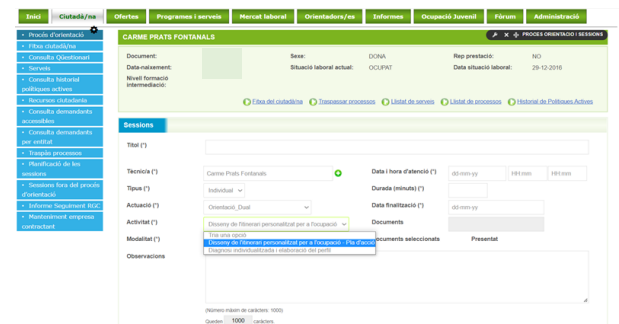 Inici Ciutadà/na Ofertes Programes i serveis Mercat laboral Orientadors/es Informes Ocupació Juvenil Fòrum Administració
Procés d'orientació
Fitxa ciutadà/na
Consulta Qüestionari
Serveis
Consulta historial polítiques actives
Recursos ciutadania
Consulta demandants accessibles
Consulta demandants per entitat
Traspàs processos
Planificació de les sessions
Sessions fora del procés d'orientació
Informe Seguiment RGC
Manteniment empresa contractant
CARME PRATS FONTANALS
PROCÉS ORIENTACIÓ I SESSIONS
Document: Sexe: DONA Rep prestació: NO
Data-naixement: Situació laboral actual: OCUPAT Data situació laboral: 29-12-2016
Nivell formació intermediació:
Fitxa del ciutadà/na Traspassar processos Llistat de serveis Llistat de processos Historial de Polítiques Actives
Sessions
Títol (*)
Tècnic/a (*) Carme Prats Fontanals Data i hora d'atenció (*) dd-mm-yy HH:mm HH:mm
Tipus (*) Individual Durada (minuts) (*)
Actuació (*) Orientació_Dual Data finalització (*) dd-mm-yy
Activitat (*) Disseny de l'itinerari personalitzat per a l'ocupació Documents
Tria una opció
Disseny de l'itinerari personalitzat per a l'ocupació - Pla d'acció
Diagnosi individualitzada i elaboració del perfil
Modalitat (*) Documents seleccionats Presentat
Observacions
(Número màxim de caràcters: 1000)
Queden 1000 caràcters.